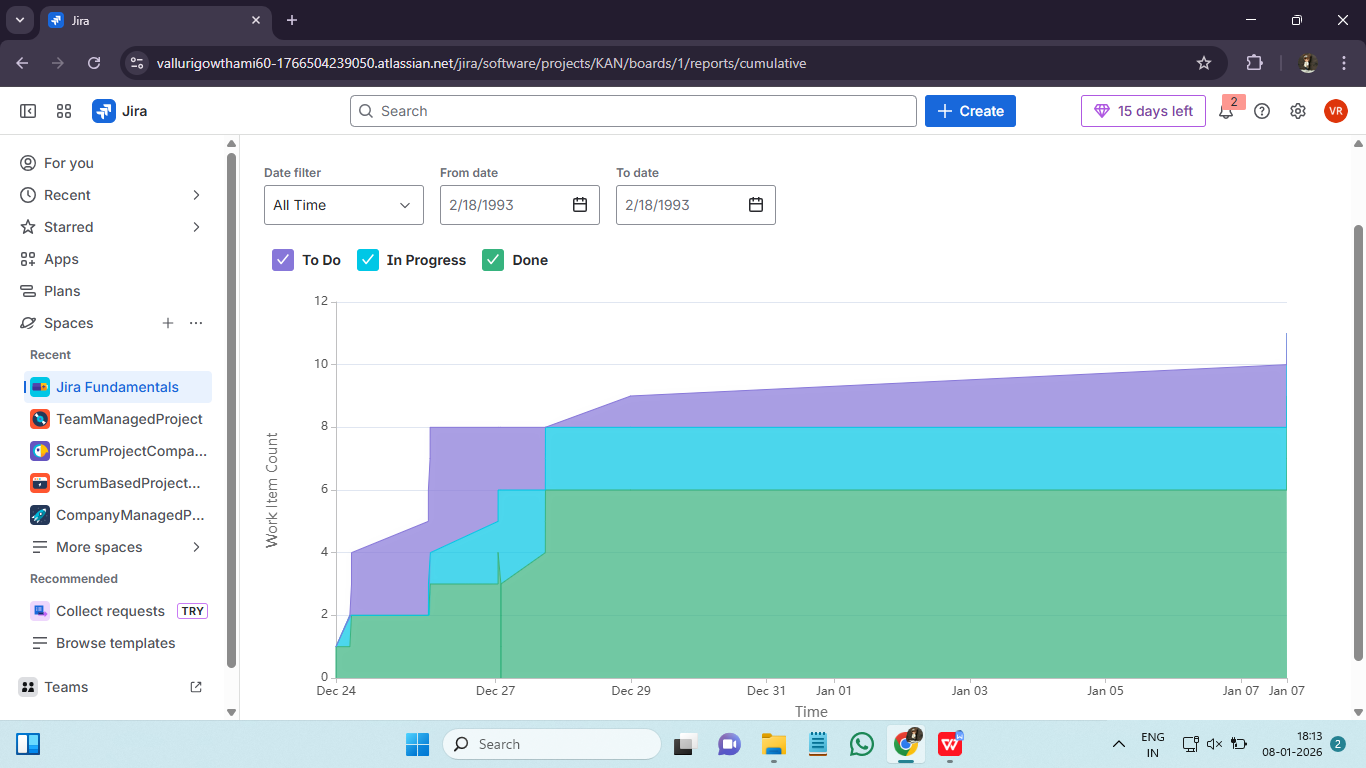 Jira
vallurigowthami60-1766504239050.atlassian.net/jira/software/projects/KAN/boards/1/reports/cumulative
Jira
Search
Create
15 days left
2
VR
For you
Recent
Starred
Apps
Plans
Spaces
Recent
Jira Fundamentals
TeamManagedProject
ScrumProjectCompa...
ScrumBasedProject...
CompanyManagedP...
More spaces
Recommended
Collect requests TRY
Browse templates
Teams
Date filter From date To date
All Time 2/18/1993 2/18/1993
To Do In Progress Done
12
10
8
6
4
2
0
Work Item Count
Dec 24 Dec 27 Dec 29 Dec 31 Jan 01 Jan 03 Jan 05 Jan 07 Jan 07
Time
Search
ENG
IN
18:13
08-01-2026
2